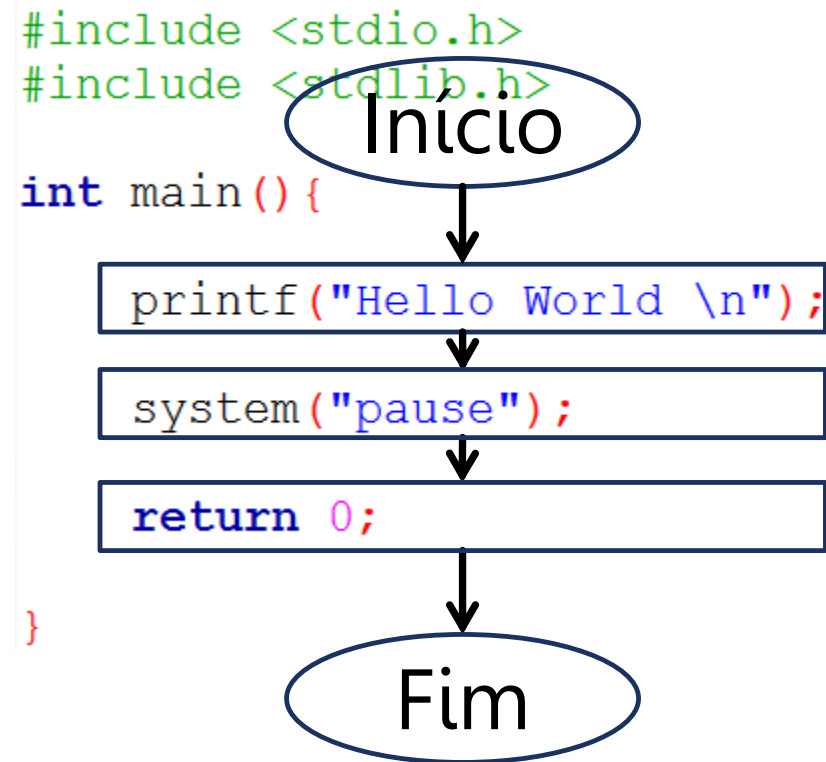 #include <stdio.h>
#include <stdlib.h>
Início
int main(){
printf("Hello World \n");
system("pause");
return 0;
}
Fim